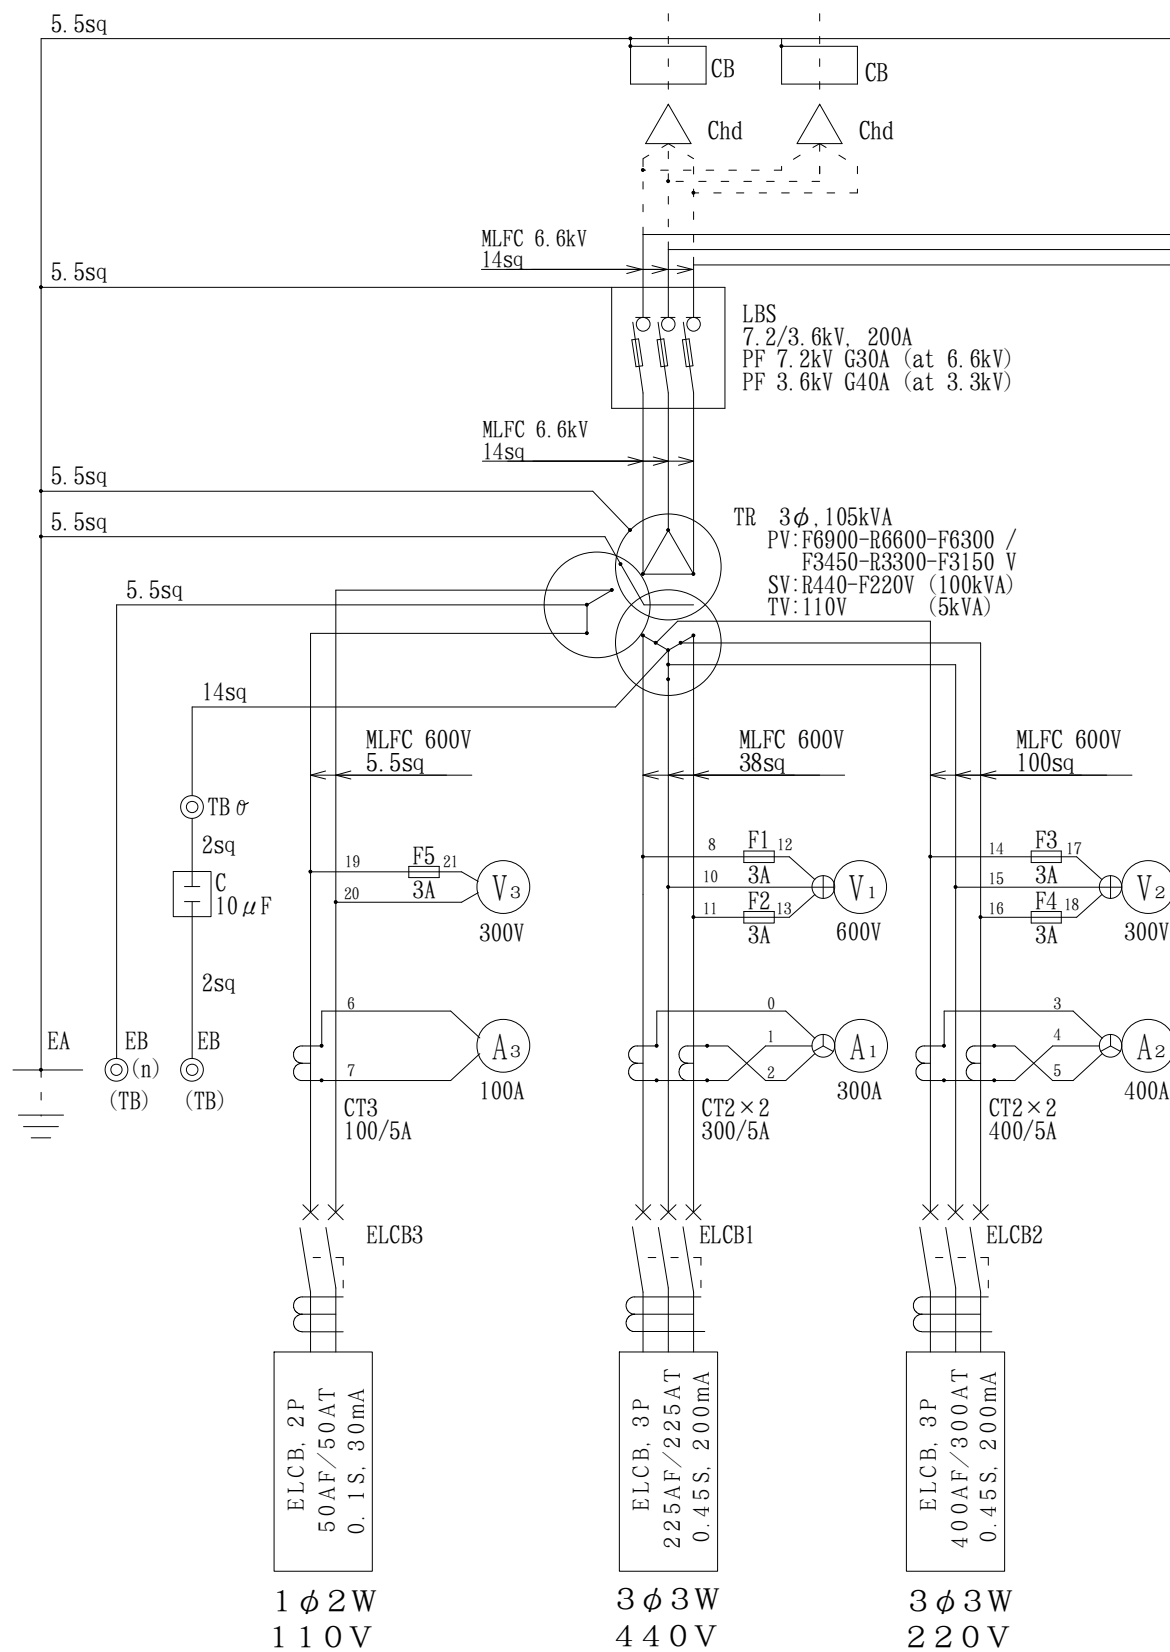 5.5sq
CB
CB
Chd
Chd
MLFC 6.6kV
14sq
5.5sq
LBS
7.2/3.6kV, 200A
PF 7.2kV G30A (at 6.6kV)
PF 3.6kV G40A (at 3.3kV)
MLFC 6.6kV
14sq
5.5sq
5.5sq
TR 3φ, 105kVA
PV:F6900-R6600-F6300 /
F3450-R3300-F3150 V
SV:R440-F220V (100kVA)
TV:110V (5kVA)
5.5sq
14sq
MLFC 600V
5.5sq
MLFC 600V
38sq
MLFC 600V
100sq
TB
2sq
C
10μF
2sq
19 F5 21
3A
20
V3
300V
8 F1 12
3A
10
11 F2 13
3A
V1
600V
14 F3 17
3A
15
16 F4 18
3A
V2
300V
6
7
A3
100A
CT3
100/5A
0
1
2
A1
300A
CT2×2
300/5A
3
4
5
A2
400A
CT2×2
400/5A
EA
EB
(n)
(TB)
EB
(TB)
ELCB3
ELCB1
ELCB2
ELCB, 2P
50AF/50AT
0.1S, 30mA
ELCB, 3P
225AF/225AT
0.45S, 200mA
ELCB, 3P
400AF/300AT
0.45S, 200mA
1φ2W
110V
3φ3W
440V
3φ3W
220V